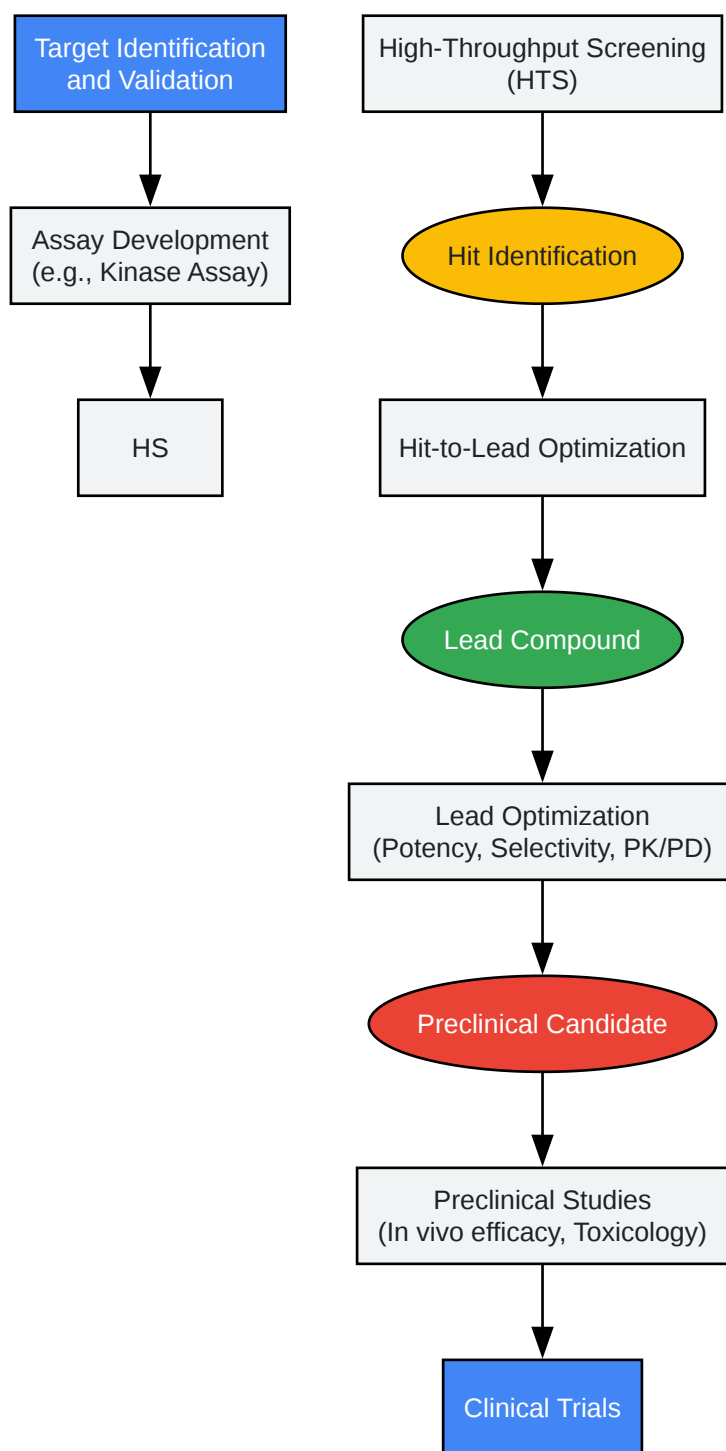 Target Identification
and Validation
Assay Development
(e.g., Kinase Assay)
HS
High-Throughput Screening
(HTS)
Hit Identification
Hit-to-Lead Optimization
Lead Compound
Lead Optimization
(Potency, Selectivity, PK/PD)
Preclinical Candidate
Preclinical Studies
(In vivo efficacy, Toxicology)
Clinical Trials